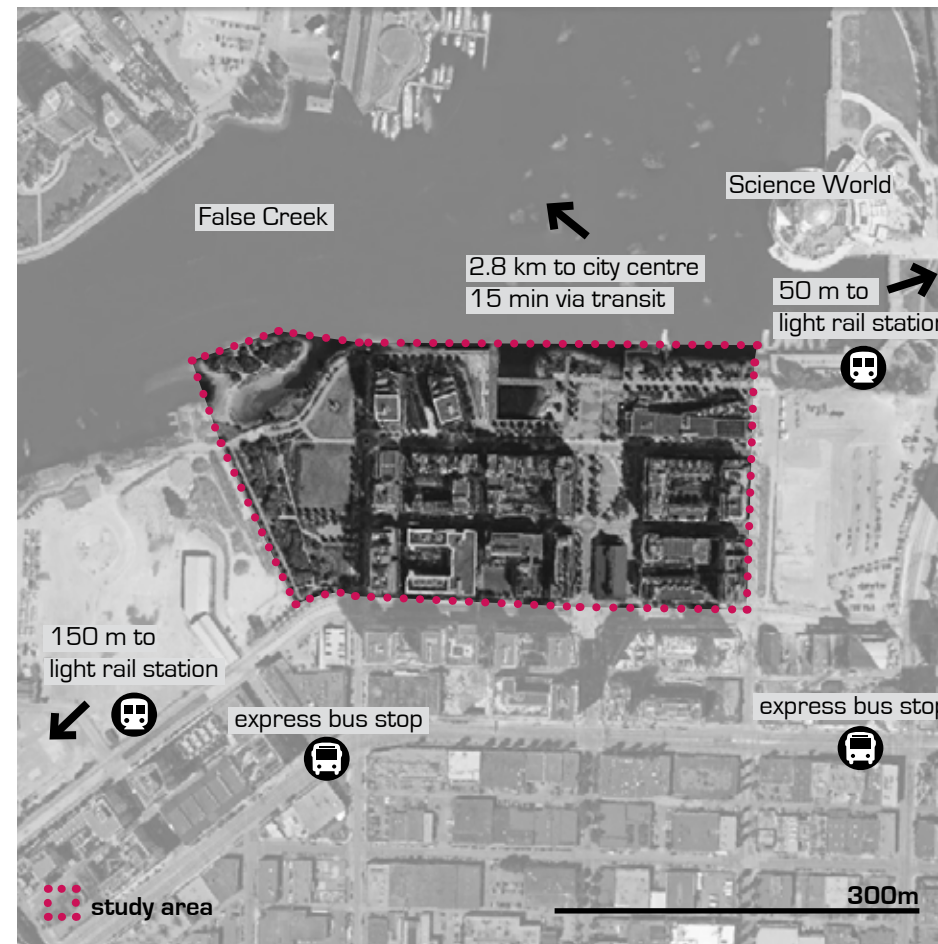 Science World
False Creek
2.8 km to city centre
15 min via transit
50 m to
light rail station
150 m to
light rail station
express bus stop
express bus stop
study area
300m